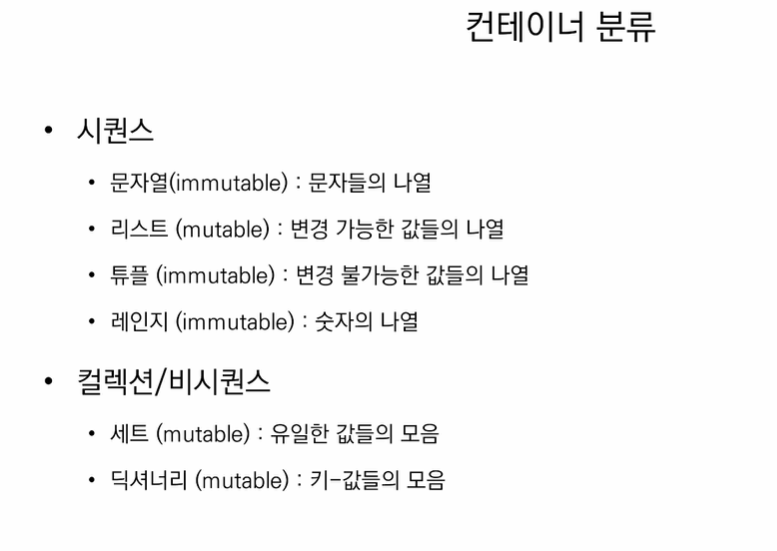 컨테이너 분류
• 시퀀스
• 문자열(immutable) : 문자들의 나열
• 리스트 (mutable) : 변경 가능한 값들의 나열
• 튜플 (immutable) : 변경 불가능한 값들의 나열
• 레인지 (immutable) : 숫자의 나열
• 컬렉션/비시퀀스
• 세트 (mutable) : 유일한 값들의 모음
• 딕셔너리 (mutable) : 키-값들의 모음